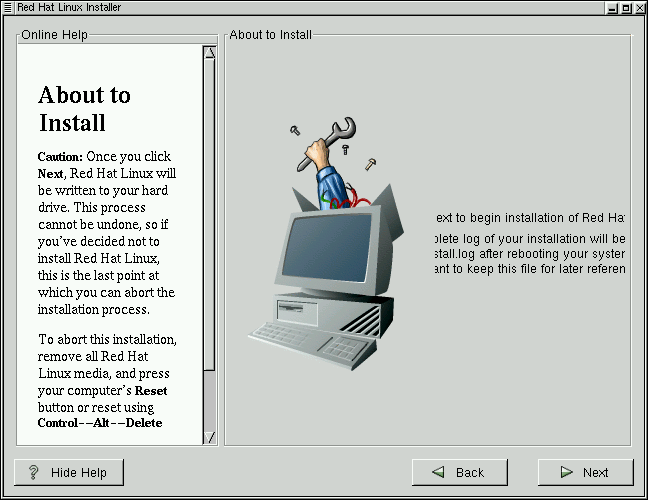 Red Hat Linux Installer
Online Help
About to
Install
Caution: Once you click
Next, Red Hat Linux will
be written to your hard
drive. This process
cannot be undone, so if
you've decided not to
install Red Hat Linux,
this is the last point at
which you can abort the
installation process.
To abort this installation,
remove all Red Hat
Linux media, and press
your computer's Reset
button or reset using
Control--Alt--Delete
About to Install
ext to begin installation of Red Ha
lete log of your installation will be
stall.log after rebooting your syster
ant to keep this file for later referen
Hide Help
Back
Next